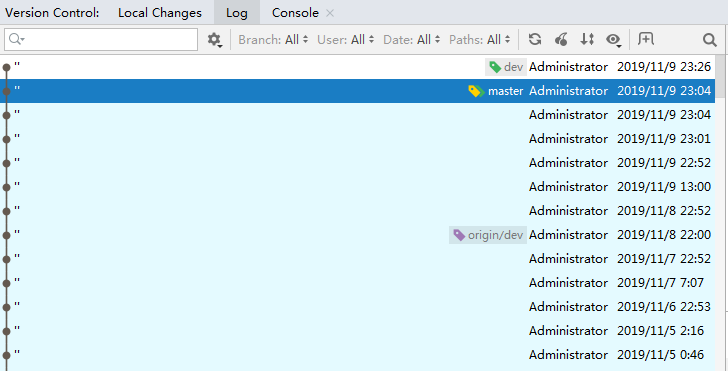 Version Control: Local Changes Log Console ×
Branch: All User: All Date: All Paths: All
'' dev Administrator 2019/11/9 23:26
'' master Administrator 2019/11/9 23:04
'' Administrator 2019/11/9 23:04
'' Administrator 2019/11/9 23:01
'' Administrator 2019/11/9 22:52
'' Administrator 2019/11/9 13:00
'' Administrator 2019/11/8 22:52
'' origin/dev Administrator 2019/11/8 22:00
'' Administrator 2019/11/7 22:52
'' Administrator 2019/11/7 7:07
'' Administrator 2019/11/6 22:53
'' Administrator 2019/11/5 2:16
'' Administrator 2019/11/5 0:46